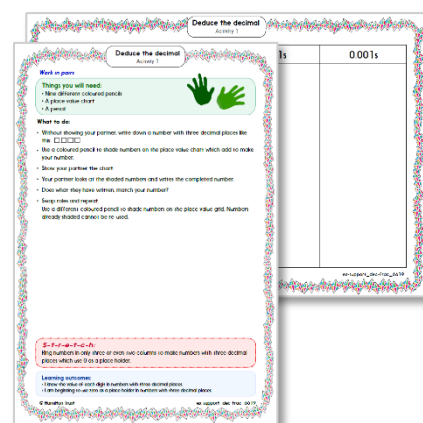 Deduce the decimal
Activity 1
1s
0.001s
es-support_dec-frac_0619
Deduce the decimal
Activity 1
Work in pairs
Things you will need:
• Nine different coloured pencils
• A place value chart
• A pencil
What to do:
• Without showing your partner, write down a number with three decimal places like
this □.□□□
• Use a coloured pencil to shade numbers on the place value chart which add to make
your number.
• Show your partner the chart.
• Your partner looks at the shaded numbers and writes the completed number.
• Does what they have written, match your number?
• Swap roles and repeat.
Use a different coloured pencil to shade numbers on the place value grid. Numbers
already shaded cannot be re-used.
S-t-r-e-t-c-h:
Ring numbers in only three or even two columns to make numbers with three decimal
places which use 0 as a place holder.
Learning outcomes:
• I know the value of each digit in numbers with three decimal places.
• I am beginning to use zero as a place holder in numbers with three decimal places.
© Hamilton Trust
es-support_dec-frac_0619